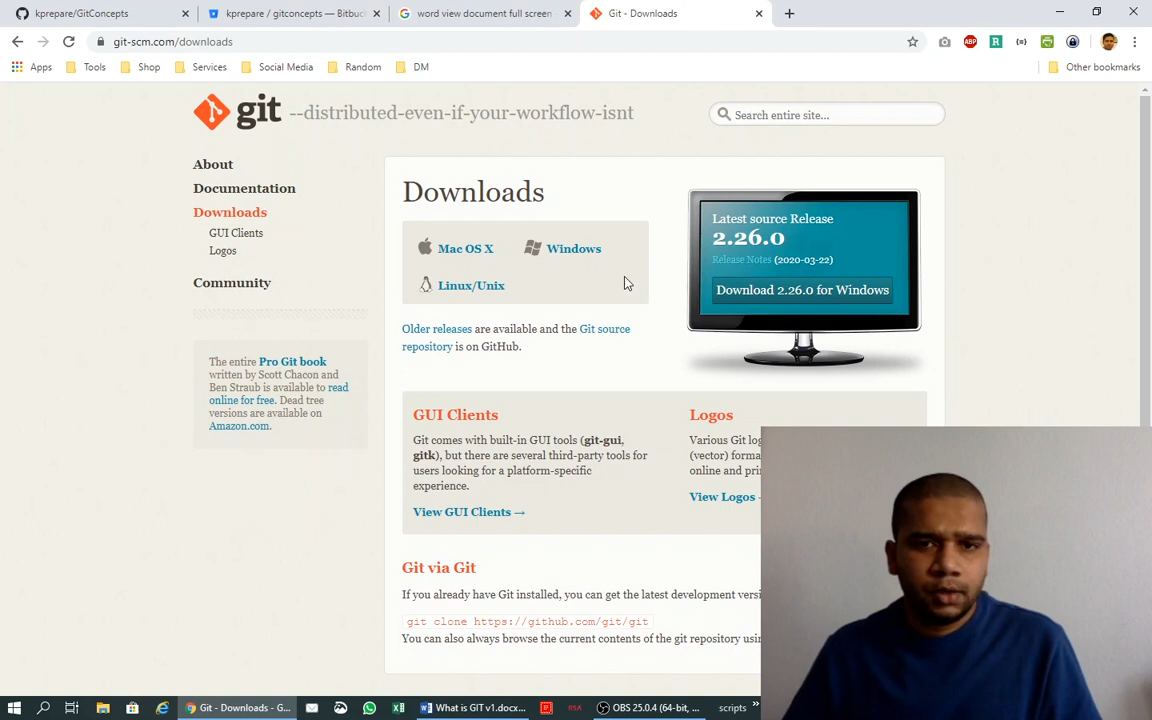 kprepare/GitConcepts
kprepare / gitconcepts — Bitbuck
word view document full screen -
Git - Downloads
git-scm.com/downloads
ABP
R
Apps
Tools
Shop
Services
Social Media
Random
DM
Other bookmarks
git --distributed-even-if-your-workflow-isnt
Search entire site...
About
Documentation
Downloads
GUI Clients
Logos
Community
The entire Pro Git book
written by Scott Chacon and
Ben Straub is available to read
online for free. Dead tree
versions are available on
Amazon.com.
Downloads
Mac OS X
Windows
Linux/Unix
Older releases are available and the Git source
repository is on GitHub.
Latest source Release
2.26.0
Release Notes (2020-03-22)
Download 2.26.0 for Windows
GUI Clients
Git comes with built-in GUI tools (git-gui,
gitk), but there are several third-party tools for
users looking for a platform-specific
experience.
View GUI Clients →
Logos
Various Git log
(vector) forma
online and pri
View Logos
Git via Git
If you already have Git installed, you can get the latest development versi
git clone https://github.com/git/git
You can also always browse the current contents of the git repository usin
Git - Downloads - G...
What is GIT v1.docx...
RSA
OBS 25.0.4 (64-bit, ...
scripts